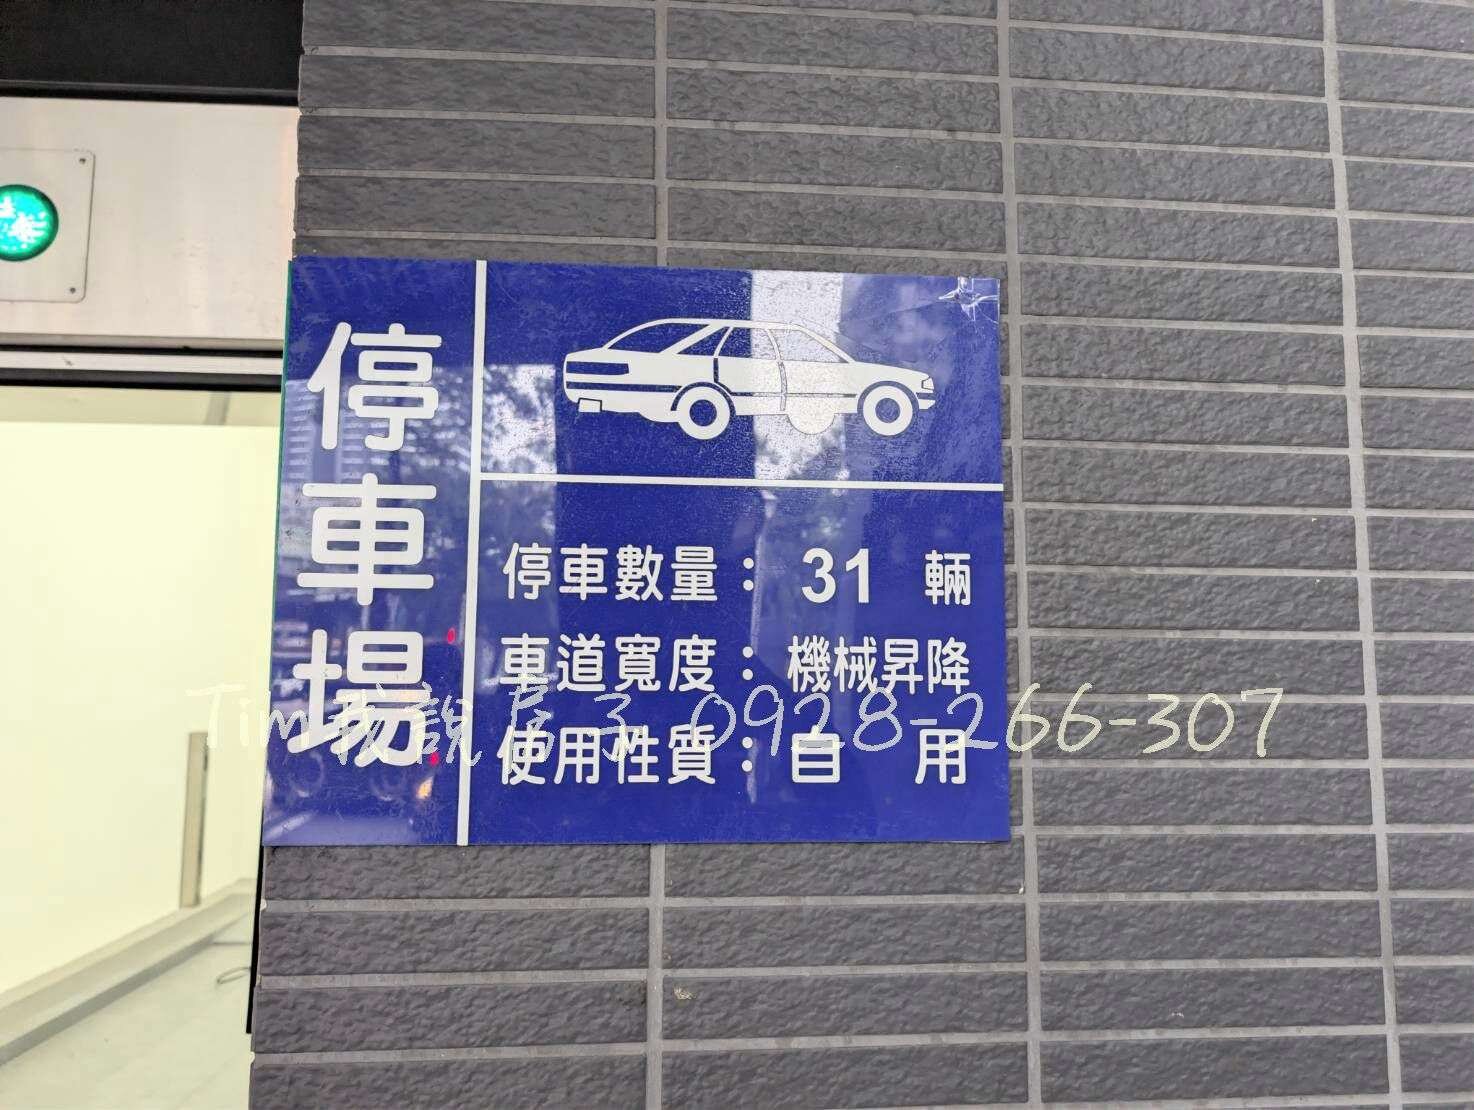 停車場
停車數量：31 輛
車道寬度：機械昇降
使用性質：自 用
Tim我說房子 0928-266-307